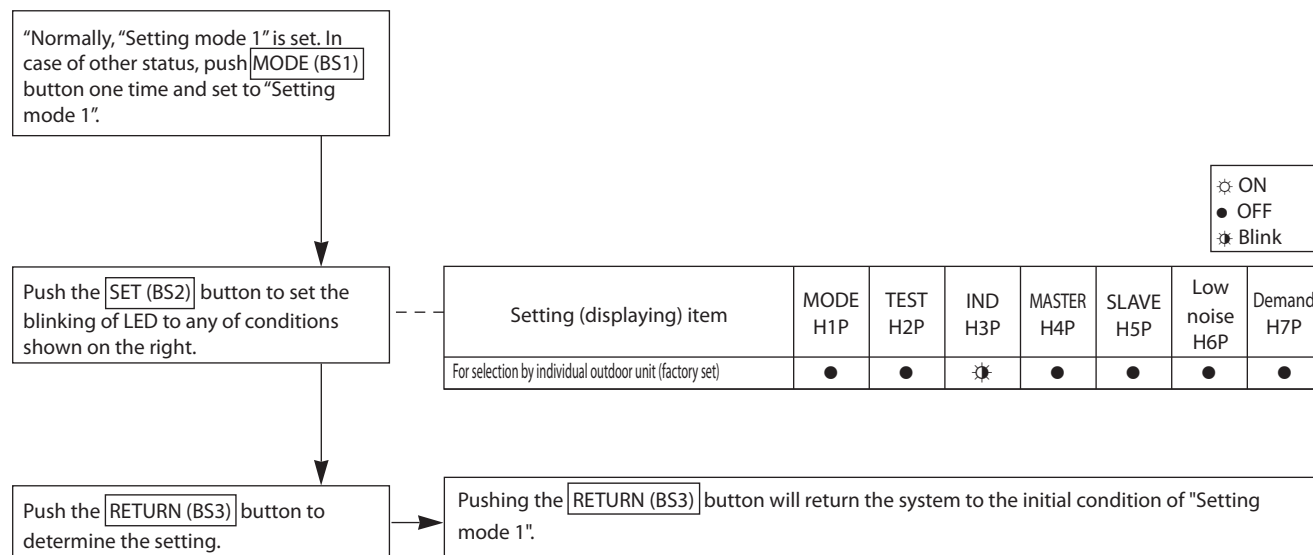 “Normally, “Setting mode 1” is set. In
case of other status, push MODE (BS1)
button one time and set to “Setting
mode 1”.
ON
OFF
Blink
Push the SET (BS2) button to set the
blinking of LED to any of conditions
shown on the right.
Setting (displaying) item
MODE
H1P
TEST
H2P
IND
H3P
MASTER
H4P
SLAVE
H5P
Low
noise
H6P
Demand
H7P
For selection by individual outdoor unit (factory set)
Push the RETURN (BS3) button to
determine the setting.
Pushing the RETURN (BS3) button will return the system to the initial condition of "Setting
mode 1".